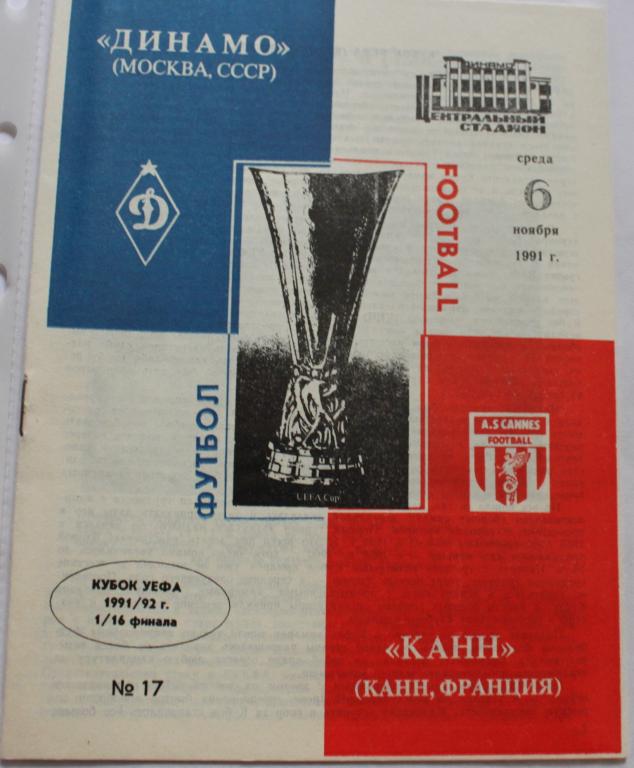 «ДИНАМО»
(МОСКВА, СССР)
Д
ДИНАМО
ЦЕНТРАЛЬНЫЙ
СТАДИОН
среда
6
ноября
1991 г.
FOOTBALL
ФУТБОЛ
UEFA
UEFA Cup
A.S CANNES
FOOTBALL
КУБОК УЕФА
1991/92 г.
1/16 финала
№ 17
«КАНН»
(КАНН, ФРАНЦИЯ)